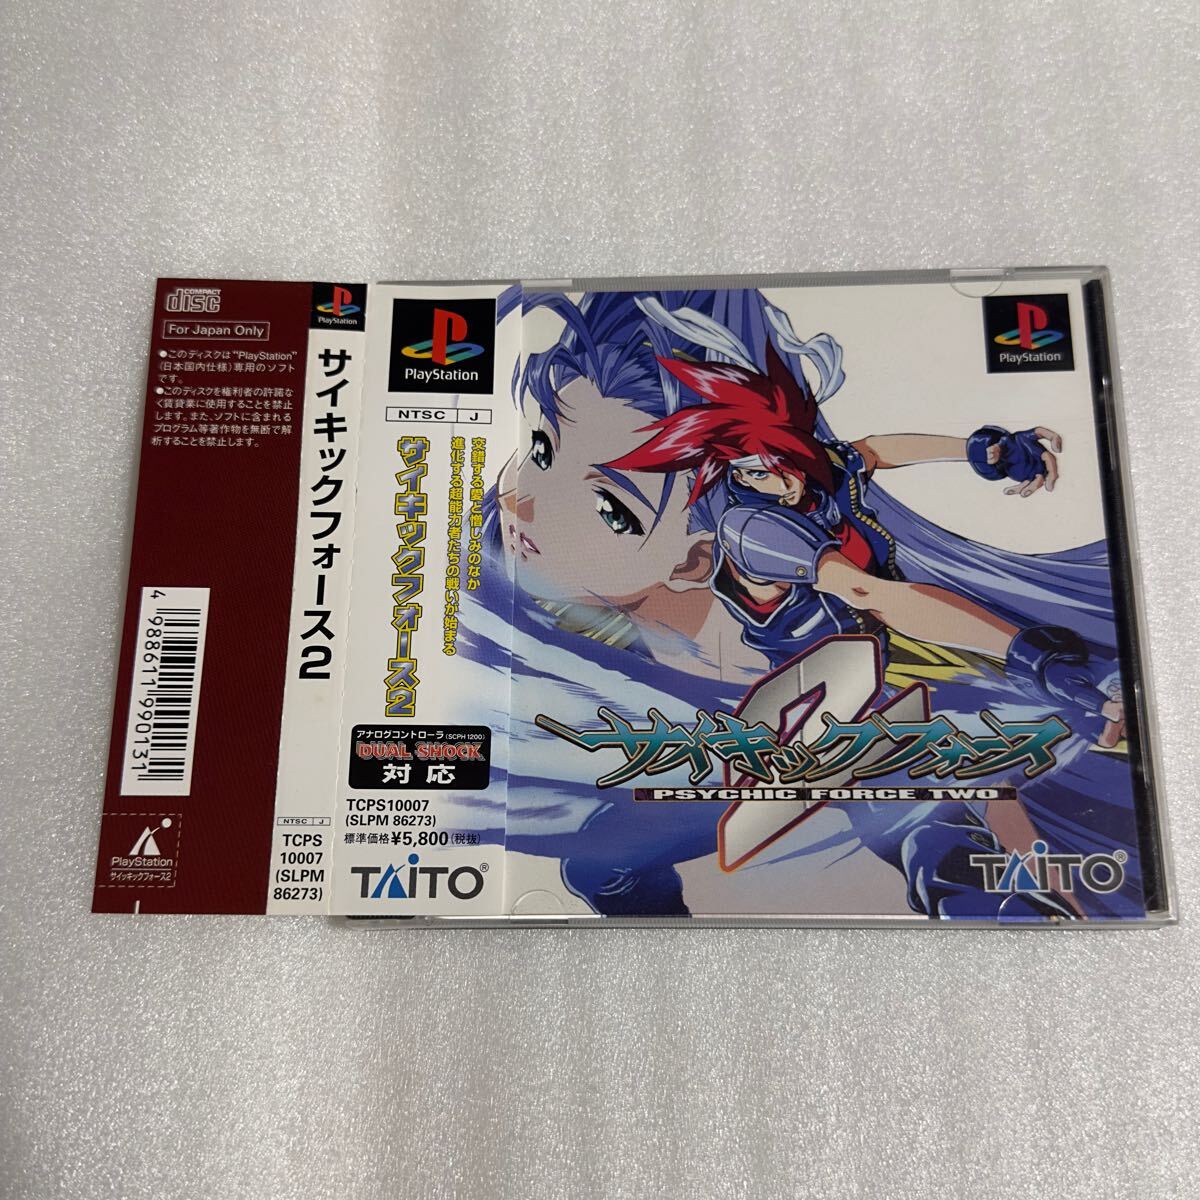 COMPACT
disc
For Japan Only
●このディスクは"PlayStation"
(日本国内仕様)専用のソフト
です。
●このディスクを権利者の許諾な
く賃貸業に使用することを禁止
します。また、ソフトに含まれる
プログラム等著作物を無断で解
析することを禁止します。
4 988611 990131
PlayStation
サイッキックフォース2
PlayStation
サイキックフォース2
NTSC J
TCPS
10007
(SLPM
86273)
PlayStation
NTSC J
交錯する愛と憎しみのなか
進化する超能力者たちの戦いが始まる
サイキックフォース2
アナログコントローラ(SCPH1200)
DUAL SHOCK
対応
TCPS10007
(SLPM 86273)
標準価格¥5,800(税抜)
TAITO®
PlayStation
2
サイキックフォース
PSYCHIC FORCE TWO
TAITO®